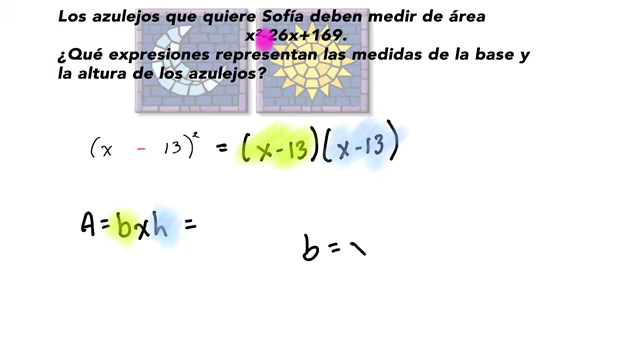 Los azulejos que quiere Sofía deben medir de área
x²-26x+169.
¿Qué expresiones representan las medidas de la base y
la altura de los azulejos?
(x - 13)² = (x-13)(x-13)
A = b x h =
b =